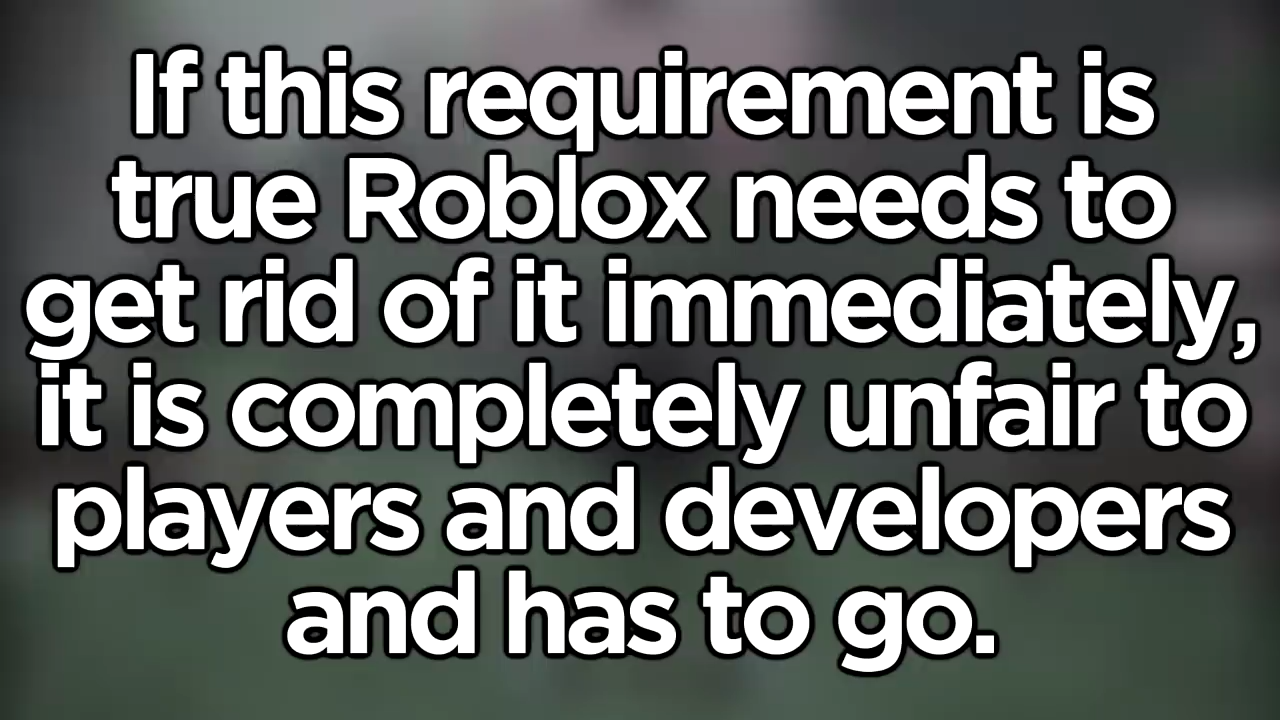 If this requirement is
true Roblox needs to
get rid of it immediately,
it is completely unfair to
players and developers
and has to go.